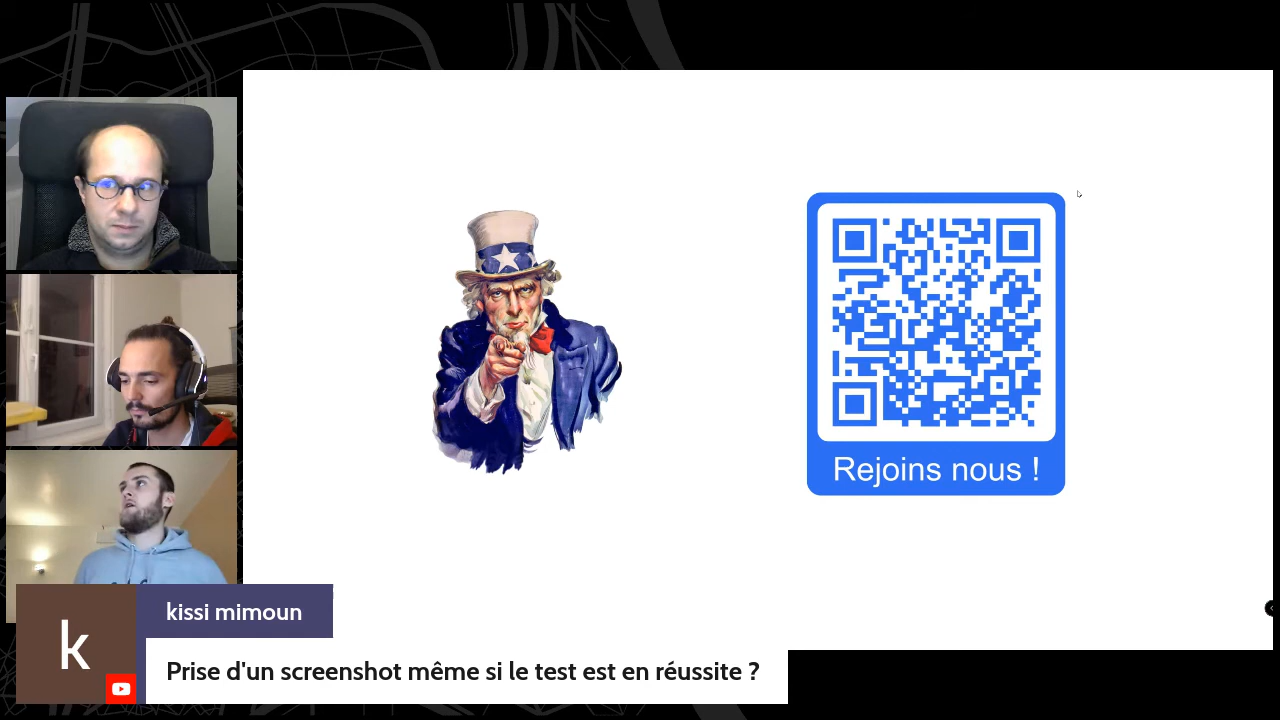 Rejoins nous !
kissi mimoun
k
Prise d'un screenshot même si le test est en réussite ?